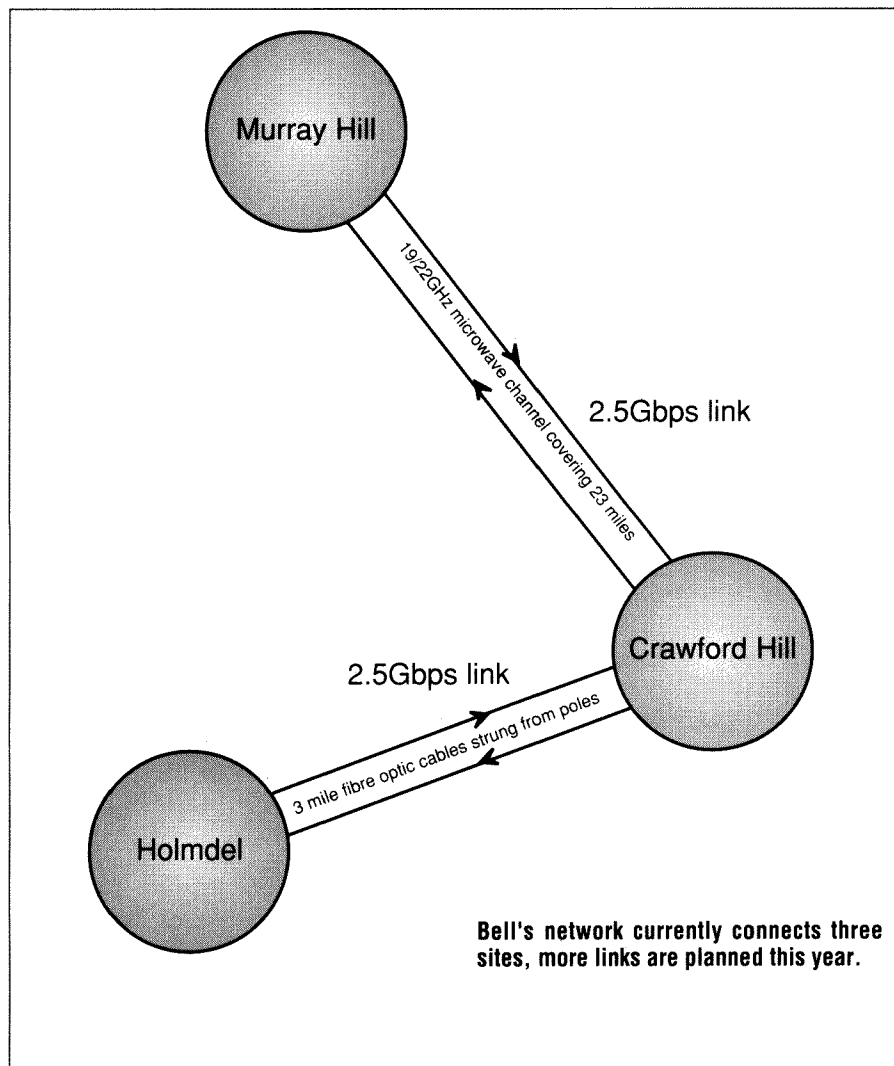 Murray Hill
19/22GHz microwave channel covering 23 miles
2.5Gbps link
Crawford Hill
2.5Gbps link
3 mile fibre optic cables strung from poles
Holmdel
Bell's network currently connects three
sites, more links are planned this year.